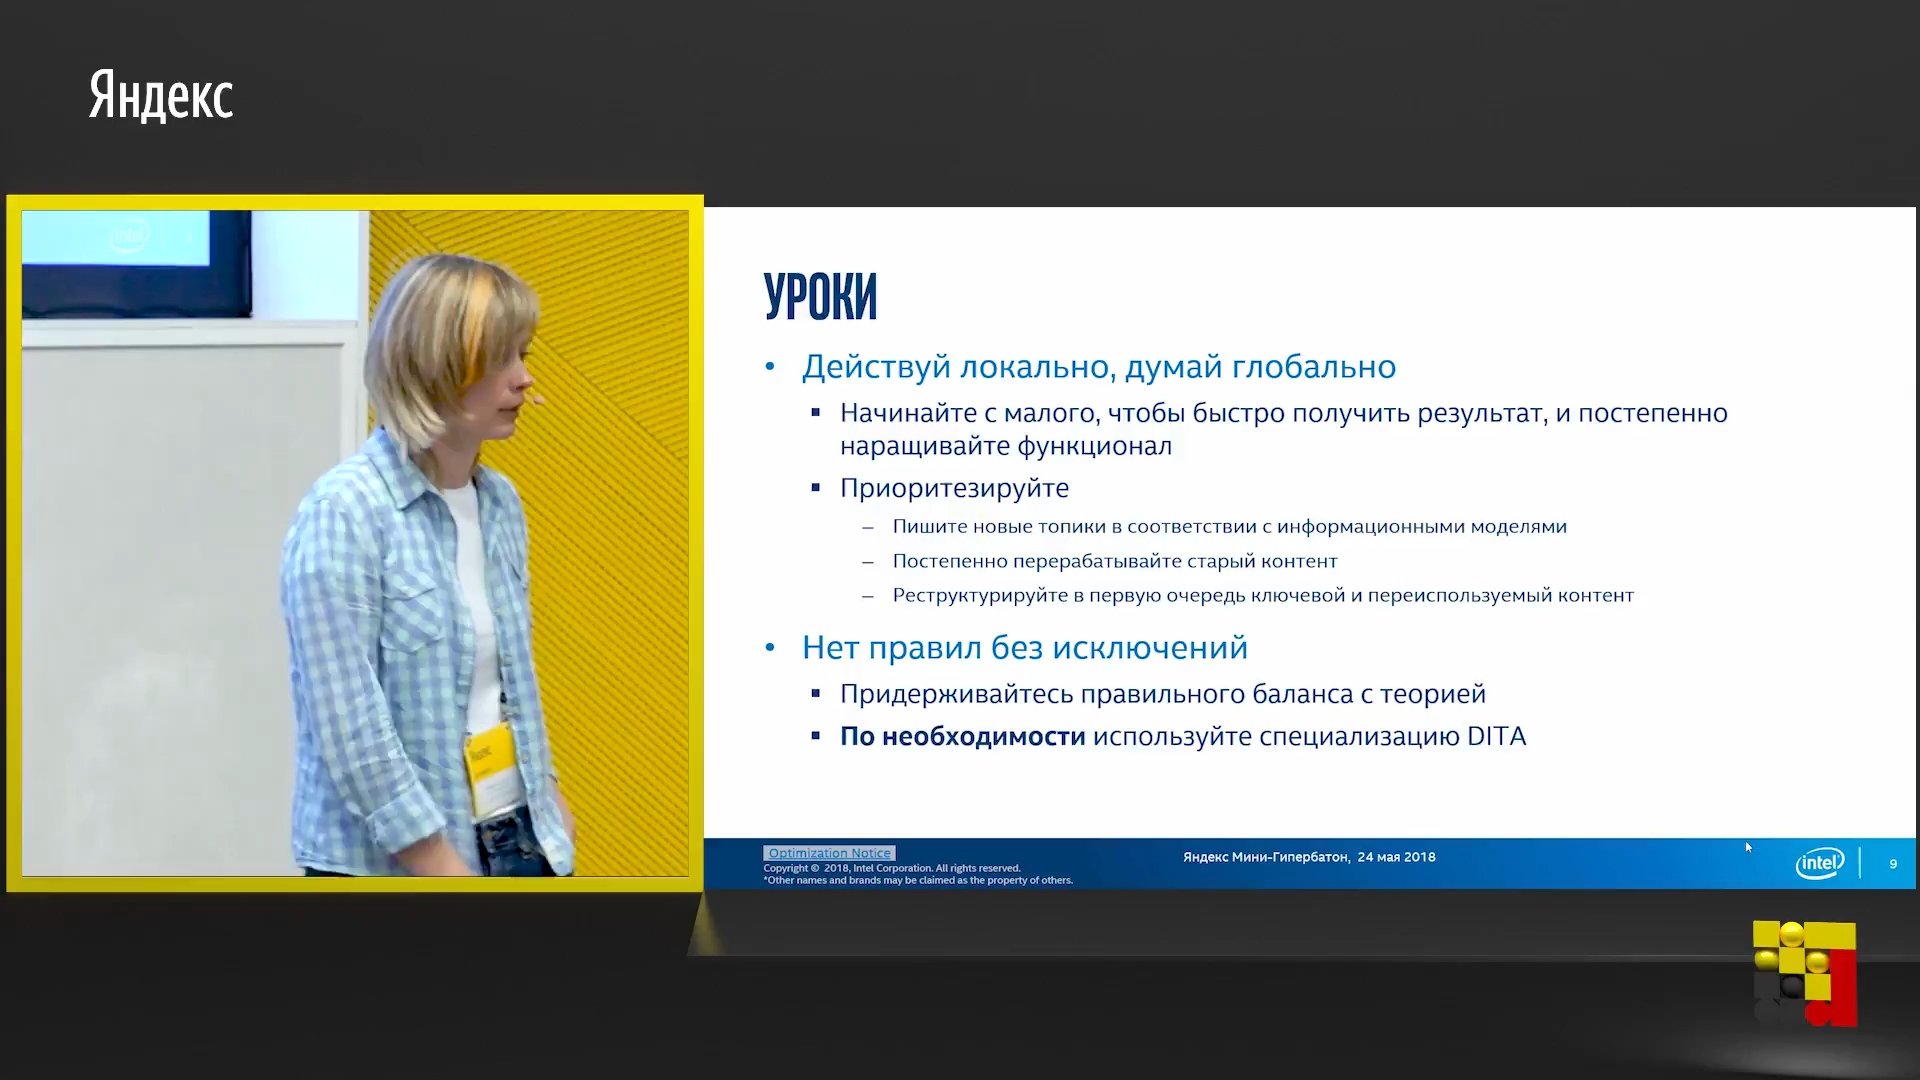 Яндекс
intel
УРОКИ
• Действуй локально, думай глобально
▪ Начинайте с малого, чтобы быстро получить результат, и постепенно
наращивайте функционал
▪ Приоритезируйте
– Пишите новые топики в соответствии с информационными моделями
– Постепенно перерабатывайте старый контент
– Реструктурируйте в первую очередь ключевой и переиспользуемый контент
• Нет правил без исключений
▪ Придерживайтесь правильного баланса с теорией
▪ По необходимости используйте специализацию DITA
Optimization Notice
Copyright © 2018, Intel Corporation. All rights reserved.
*Other names and brands may be claimed as the property of others.
Яндекс Мини-Гипербатон, 24 мая 2018
intel
9